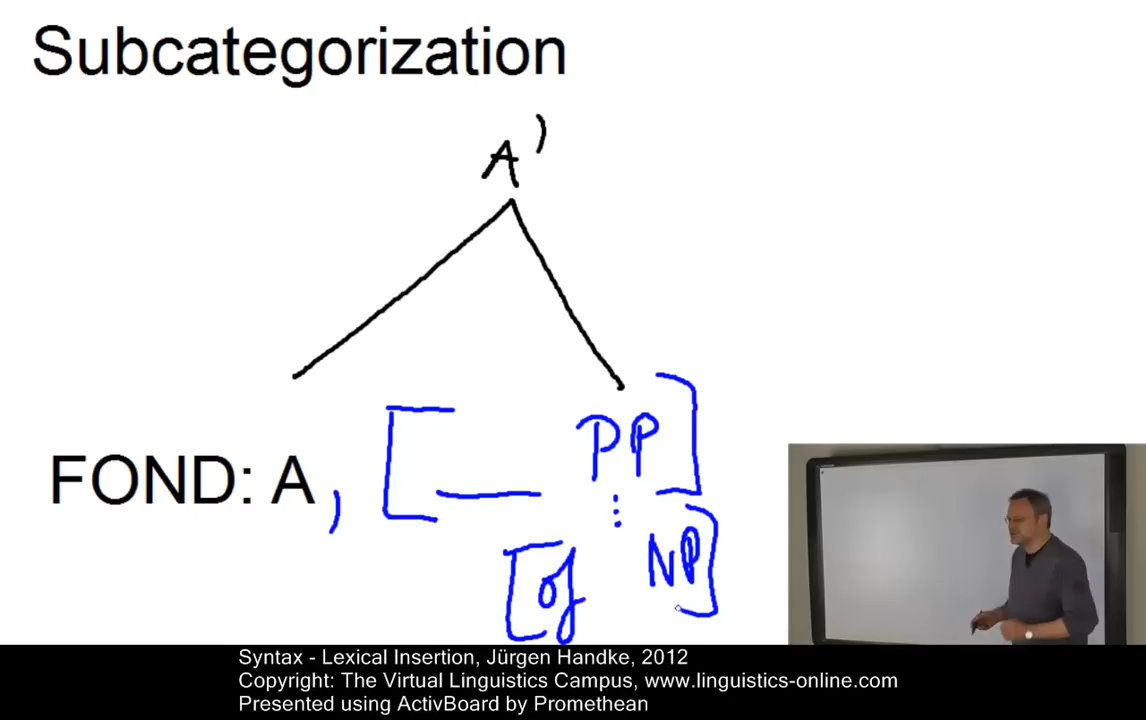 Subcategorization
A'
FOND: A, [ ___ PP ]
[of NP]
Syntax - Lexical Insertion, Jürgen Handke, 2012
Copyright: The Virtual Linguistics Campus, www.linguistics-online.com
Presented using ActivBoard by Promethean